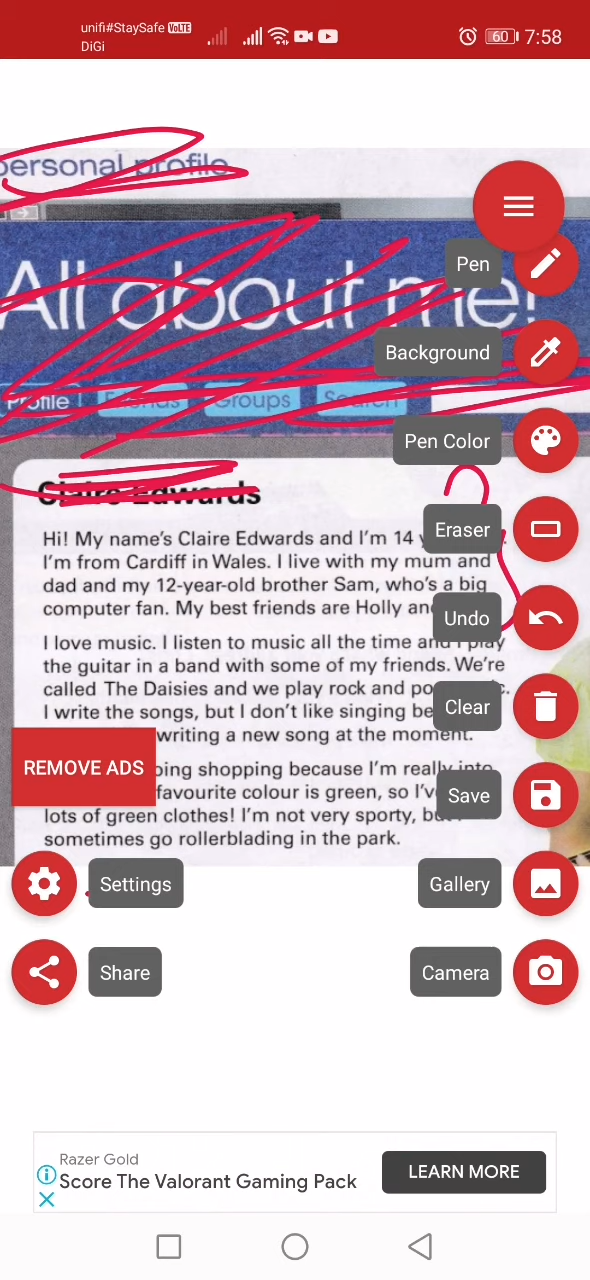 unifi#StaySafe VoLTE
DiGi
60 7:58
personal profile
All about me!
Pen
Background
Profile Friends Groups Search
Pen Color
Claire Edwards
Hi! My name's Claire Edwards and I'm 14 y
Eraser
I'm from Cardiff in Wales. I live with my mum and
dad and my 12-year-old brother Sam, who's a big
computer fan. My best friends are Holly an
Undo
I love music. I listen to music all the time and I play
the guitar in a band with some of my friends. We're
called The Daisies and we play rock and po
Clear
I write the songs, but I don't like singing be
writing a new song at the moment.
REMOVE ADS
oing shopping because I'm really into
favourite colour is green, so I'v
Save
lots of green clothes! I'm not very sporty, bu
sometimes go rollerblading in the park.
Settings
Gallery
Share
Camera
Razer Gold
Score The Valorant Gaming Pack
LEARN MORE